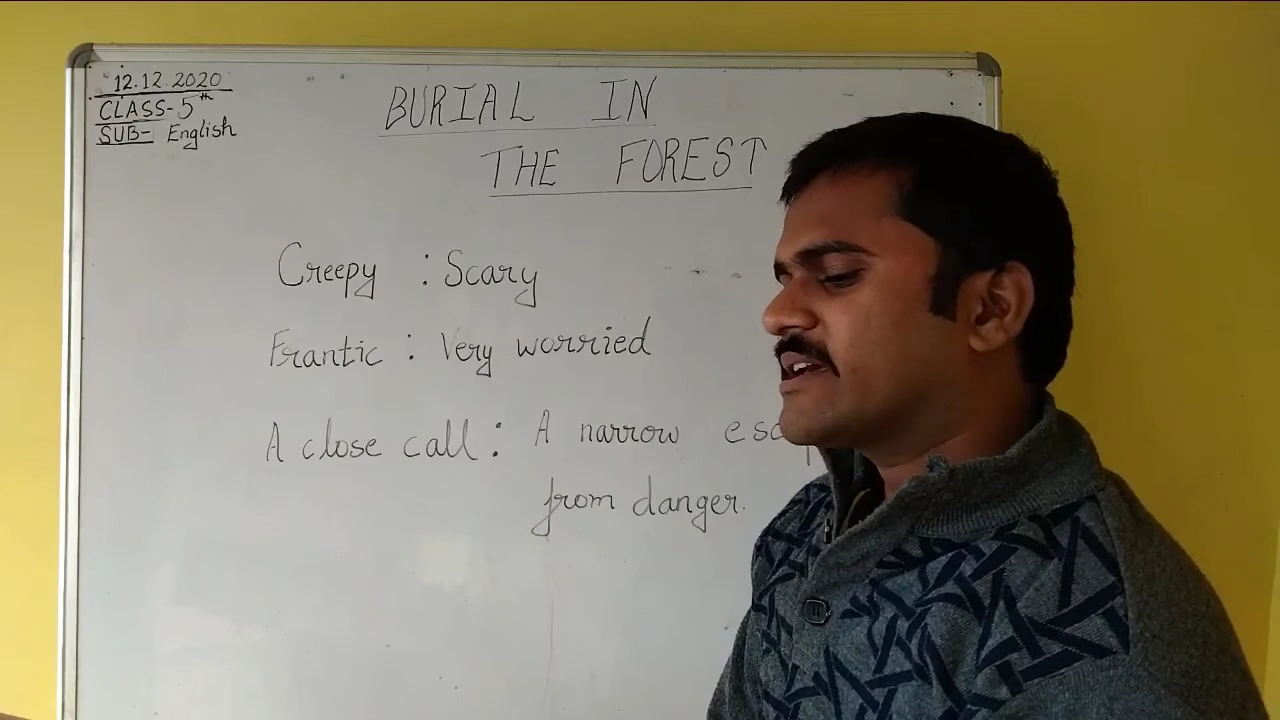 12.12.2020
CLASS-5th
SUB- English
BURIAL IN
THE FOREST
Creepy : Scary
Frantic : Very worried
A close call : A narrow
from danger.